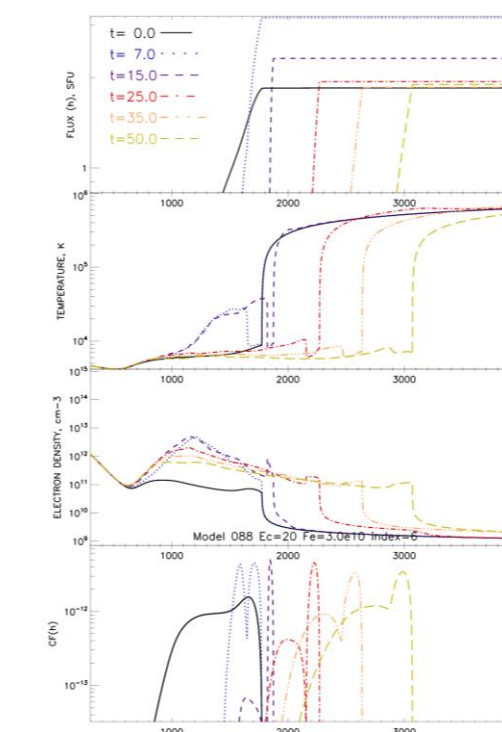 t= 0.0
t= 7.0
t=15.0
t=25.0
t=35.0
t=50.0
FLUX (h), SFU
1
1000 2000 3000
TEMPERATURE, K
10⁶
10⁵
10⁴
1000 2000 3000
ELECTRON DENSITY, cm-3
10¹⁵
10¹⁴
10¹³
10¹²
10¹¹
10¹⁰
10⁹
Model 088 Ec=20 Fe=3.0e10 Index=6
1000 2000 3000
CF(h)
10⁻¹²
10⁻¹³
1000 2000 3000